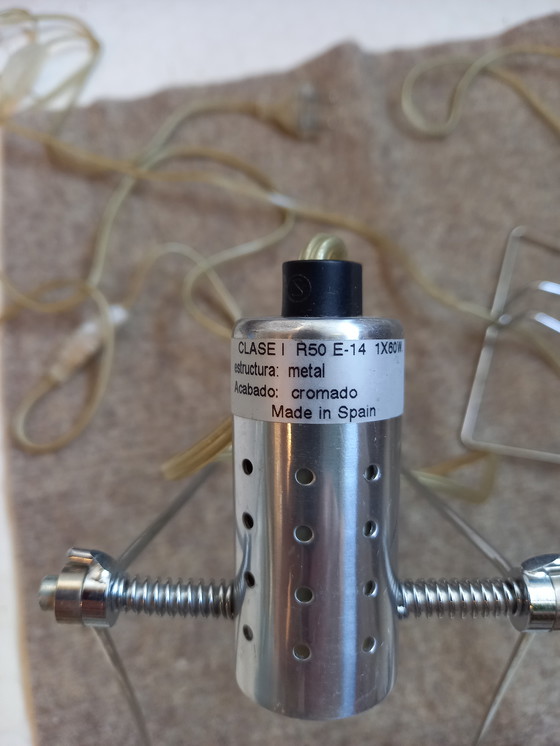 CLASE I R50 E-14 1X60W
estructura: metal
Acabado: cromado
Made in Spain